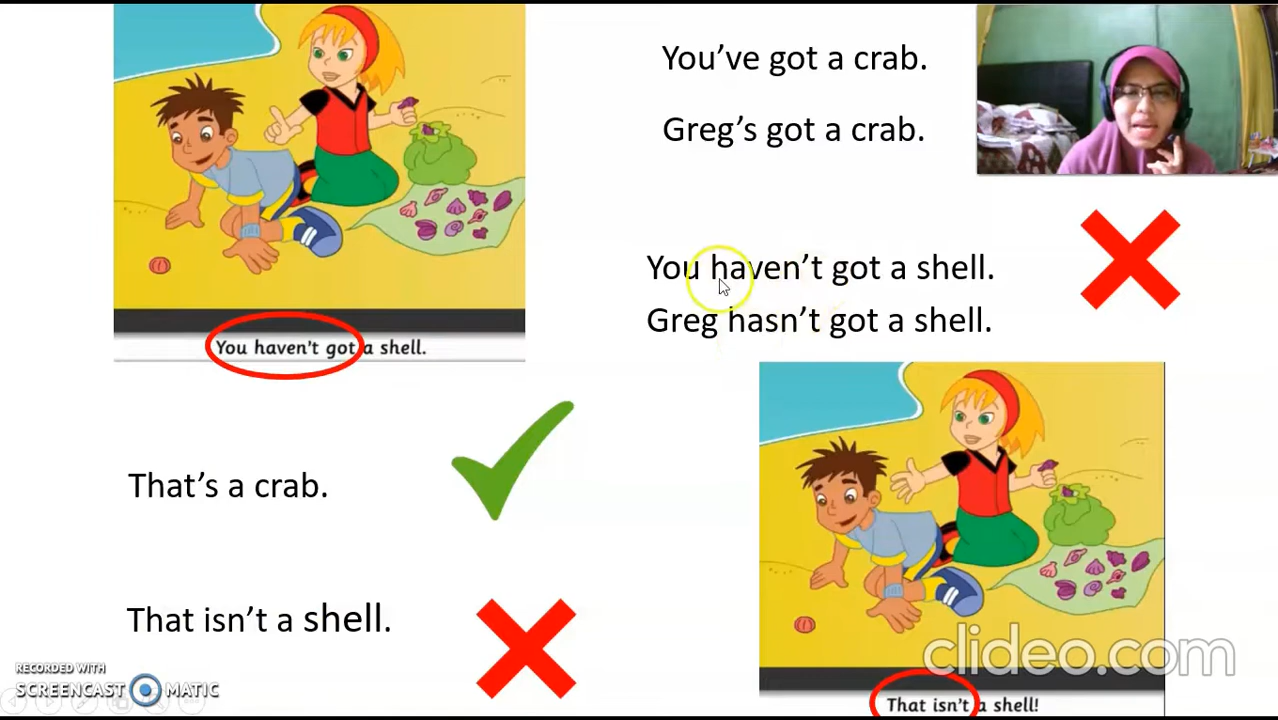 You've got a crab.
Greg's got a crab.
You haven't got a shell.
Greg hasn't got a shell.
You haven't got a shell.
That's a crab.
That isn't a shell.
clideo.com
RECORDED WITH
SCREENCAST MATIC
That isn't a shell!